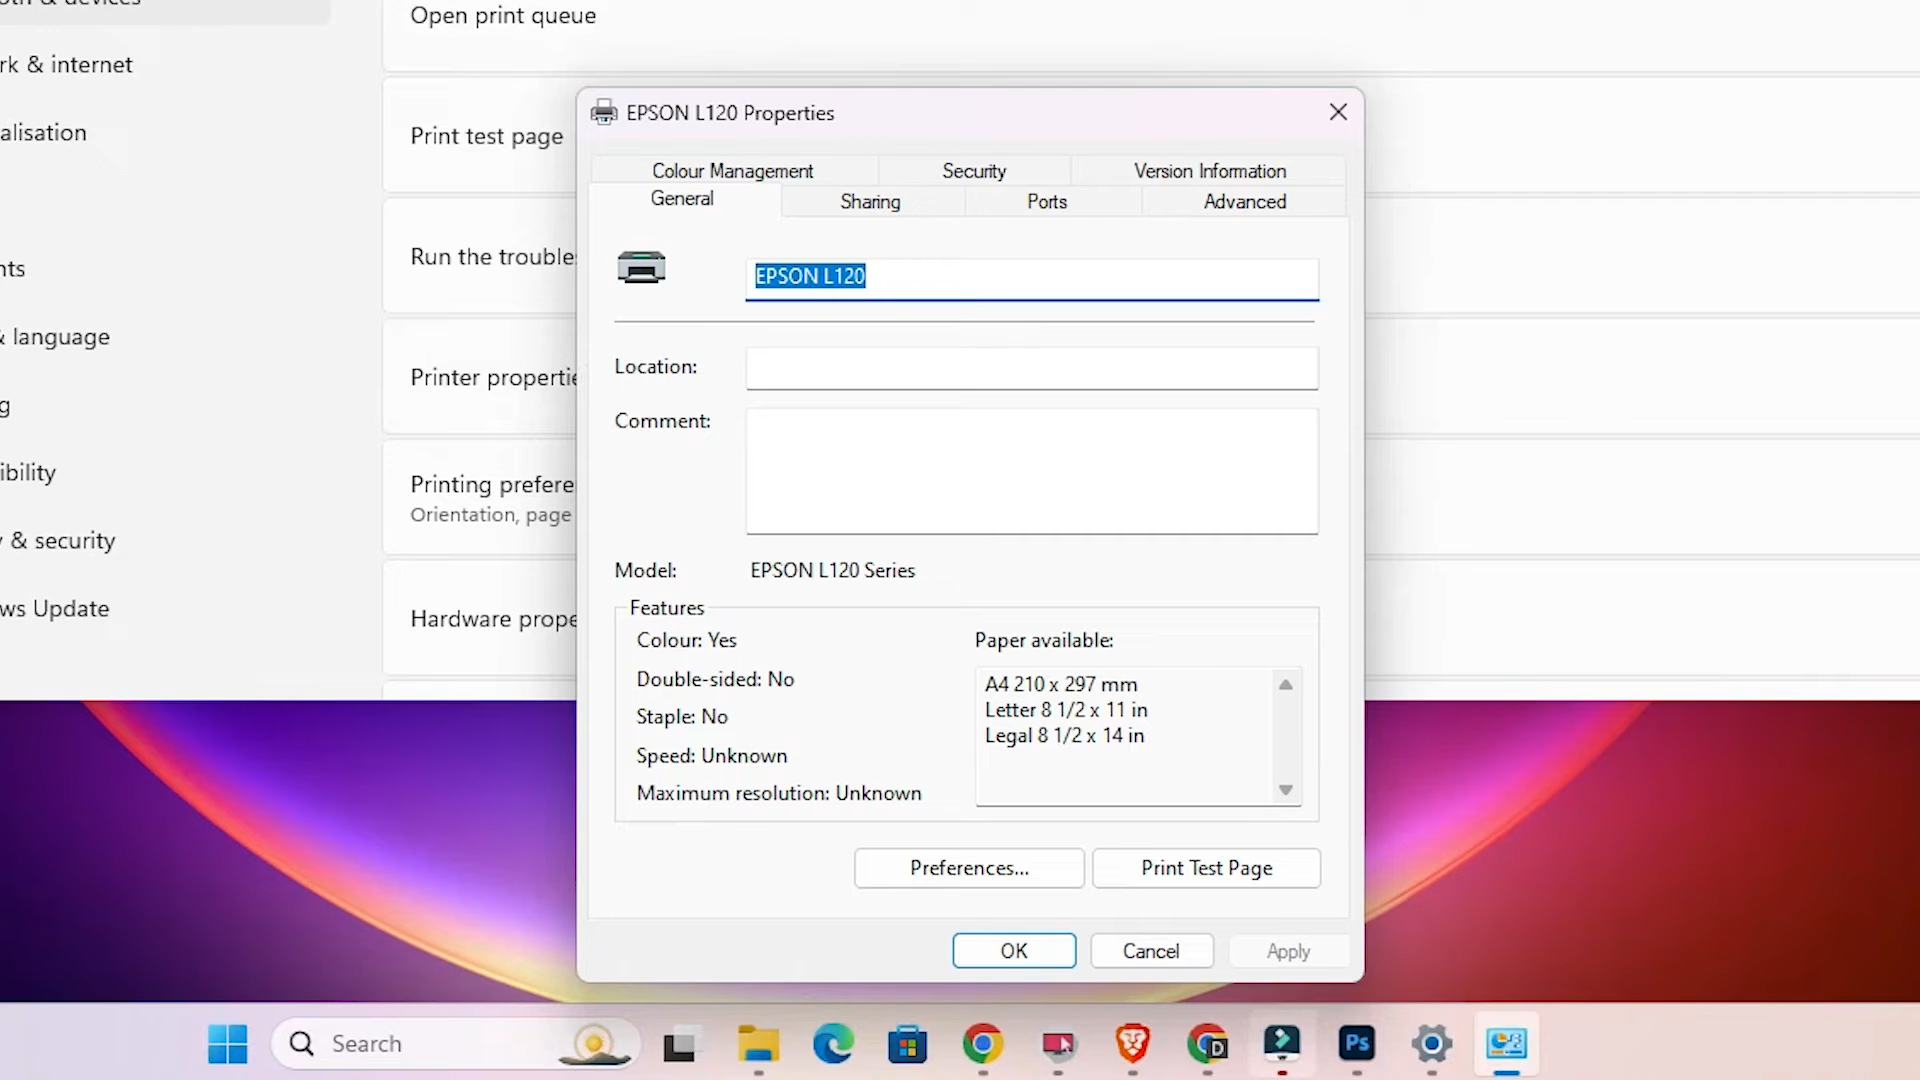 & devices
rk & internet
alisation
nts
& language
g
ibility
y & security
ws Update
Open print queue
Print test page
Run the troubles
Printer propertie
Printing prefere
Orientation, page
Hardware prope
EPSON L120 Properties
Colour Management Security Version Information
General Sharing Ports Advanced
EPSON L120
Location:
Comment:
Model: EPSON L120 Series
Features
Colour: Yes
Double-sided: No
Staple: No
Speed: Unknown
Maximum resolution: Unknown
Paper available:
A4 210 x 297 mm
Letter 8 1/2 x 11 in
Legal 8 1/2 x 14 in
Preferences... Print Test Page
OK Cancel Apply
Search
D
Ps